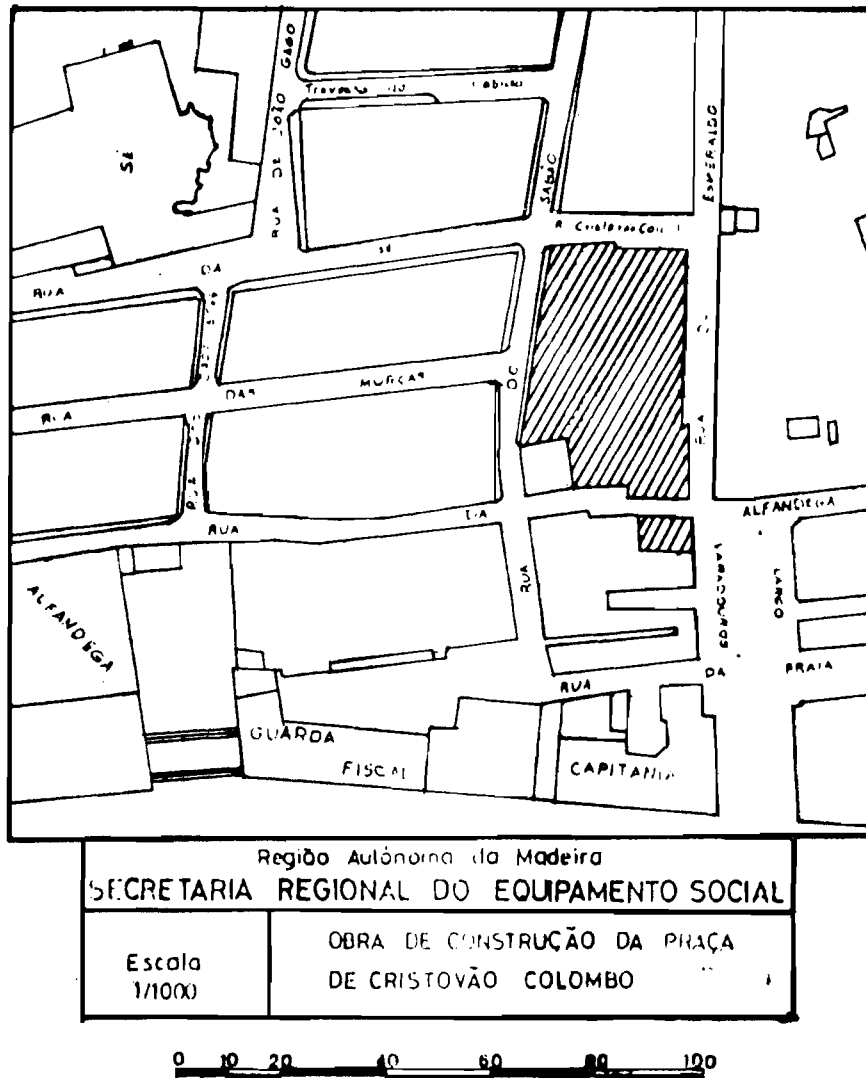 SÉ
RUA DE JOÃO GAGO
Travessa do Cabido
SABÃO
ESMERALDO
RUA DA SÉ
RUA DAS MURÇAS
DO
RUA
RUA
RUA DA ALFANDEGA
RUA
LARGO
ALFANDEGA
RUA DA PRAIA
GUARDA
FISCAL
CAPITANIA
Região Autónoma da Madeira
SECRETARIA REGIONAL DO EQUIPAMENTO SOCIAL
Escala
1/1000
OBRA DE CONSTRUÇÃO DA PRAÇA
DE CRISTOVÃO COLOMBO
0 10 20 40 60 80 100